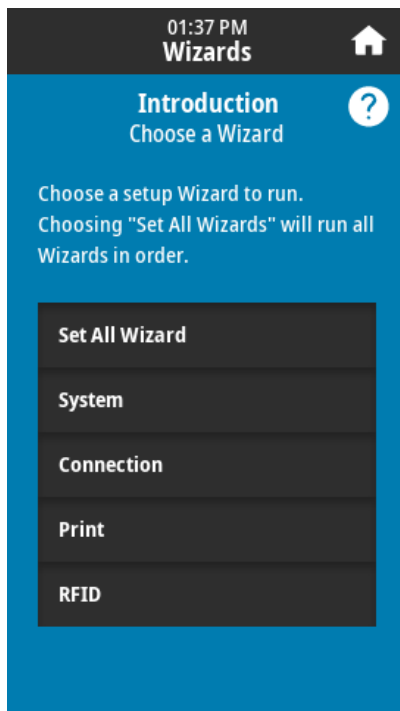 01:37 PM
Wizards
Introduction
?
Choose a Wizard
Choose a setup Wizard to run.
Choosing "Set All Wizards" will run all
Wizards in order.
Set All Wizard
System
Connection
Print
RFID